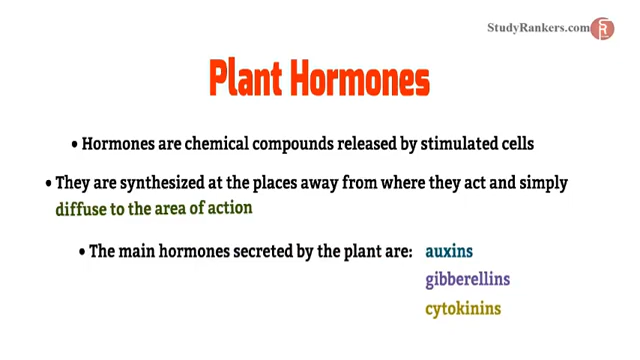 StudyRankers.com
Plant Hormones
• Hormones are chemical compounds released by stimulated cells
• They are synthesized at the places away from where they act and simply
diffuse to the area of action
• The main hormones secreted by the plant are: auxins
gibberellins
cytokinins